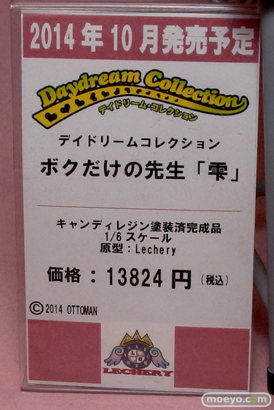 2014年10月発売予定
Daydream Collection
デイドリーム・コレクション
デイドリームコレクション
ボクだけの先生「雫」
キャンディレジン塗装済完成品
1/6スケール
原型:Lechery
価格:13824円(税込)
©2014 OTTOMAN
LECHERY
moeyo.com